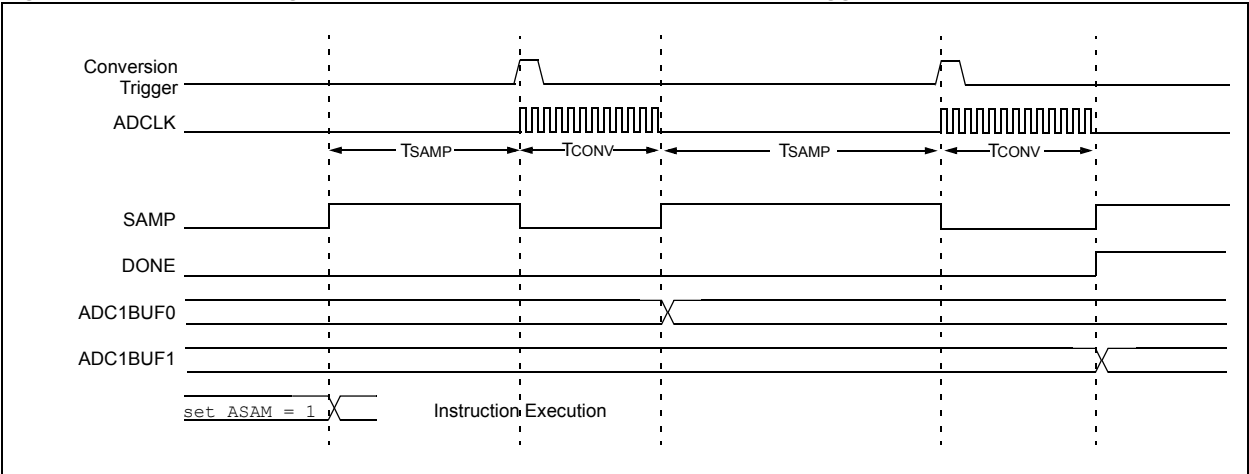 Conversion
Trigger
ADCLK
TSAMP
TCONV
TSAMP
TCONV
SAMP
DONE
ADC1BUF0
ADC1BUF1
set ASAM = 1
Instruction Execution